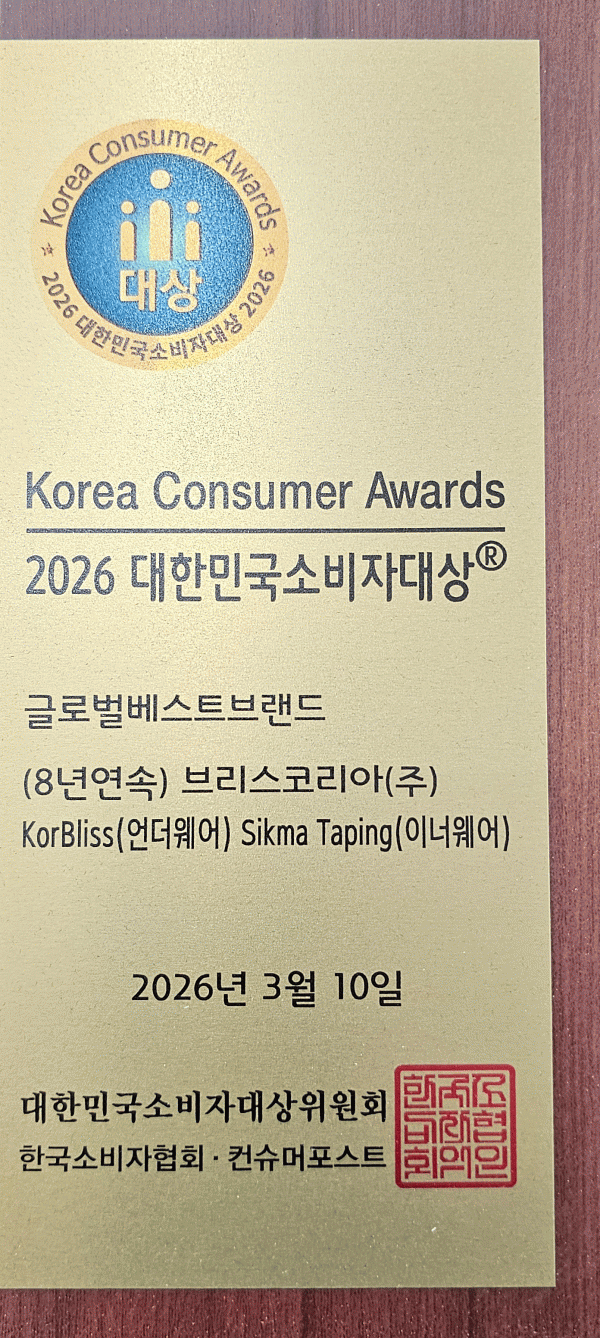 Korea Consumer Awards
대상
2026 대한민국소비자대상 2026
Korea Consumer Awards
2026 대한민국소비자대상®
글로벌베스트브랜드
(8년연속) 브리스코리아(주)
KorBliss(언더웨어) Sikma Taping(이너웨어)
2026년 3월 10일
대한민국소비자대상위원회
한국소비자협회 · 컨슈머포스트